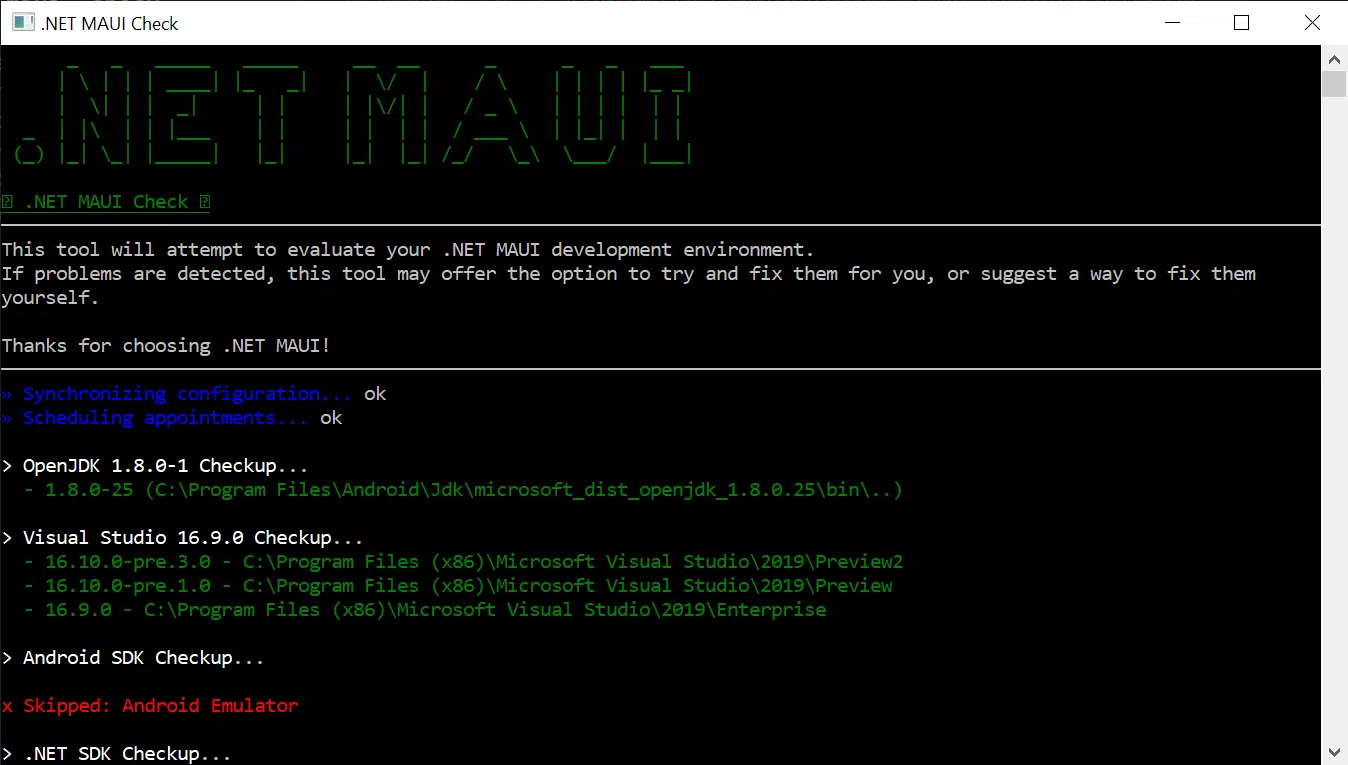 .NET MAUI Check
.NET MAUI
.NET MAUI Check
This tool will attempt to evaluate your .NET MAUI development environment.
If problems are detected, this tool may offer the option to try and fix them for you, or suggest a way to fix them
yourself.
Thanks for choosing .NET MAUI!
» Synchronizing configuration... ok
» Scheduling appointments... ok
> OpenJDK 1.8.0-1 Checkup...
- 1.8.0-25 (C:\Program Files\Android\Jdk\microsoft_dist_openjdk_1.8.0.25\bin\..)
> Visual Studio 16.9.0 Checkup...
- 16.10.0-pre.3.0 - C:\Program Files (x86)\Microsoft Visual Studio\2019\Preview2
- 16.10.0-pre.1.0 - C:\Program Files (x86)\Microsoft Visual Studio\2019\Preview
- 16.9.0 - C:\Program Files (x86)\Microsoft Visual Studio\2019\Enterprise
> Android SDK Checkup...
x Skipped: Android Emulator
> .NET SDK Checkup...